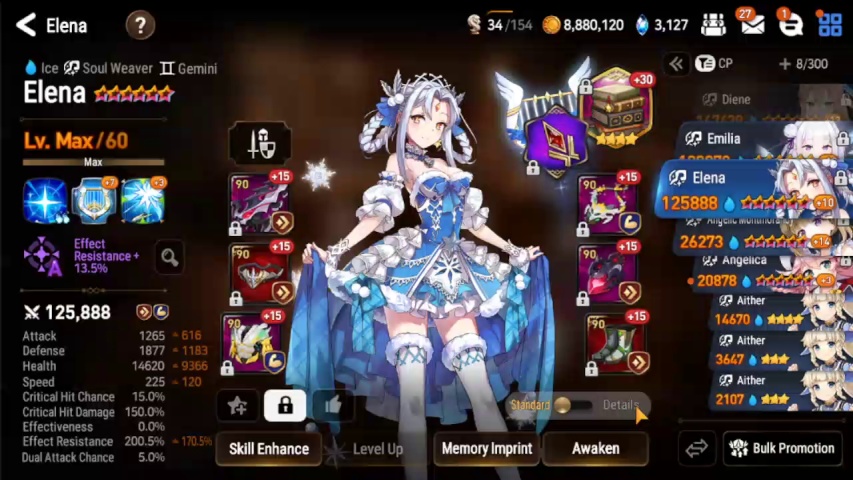 Elena
?
34/154
8,880,120
3,127
27
1
Ice Soul Weaver Gemini
Elena
Lv. Max/60
Max
+7
Effect
Resistance +
13.5%
A
125,888
Attack 1265 616
Defense 1877 1183
Health 14620 9366
Speed 225 120
Critical Hit Chance 15.0%
Critical Hit Damage 150.0%
Effectiveness 0.0%
Effect Resistance 200.5% 170.5%
Dual Attack Chance 5.0%
90 +15
90 +15
90 +15
+30
90 +15
90 +15
90 +15
Standard Details
Skill Enhance
Level Up
Memory Imprint
Awaken
CP
+ 8/300
Diene
Emilia
Elena
125888 +10
26273 +14
Angelica
20878 +3
Aither
14670
Aither
3647
Aither
2107
Bulk Promotion